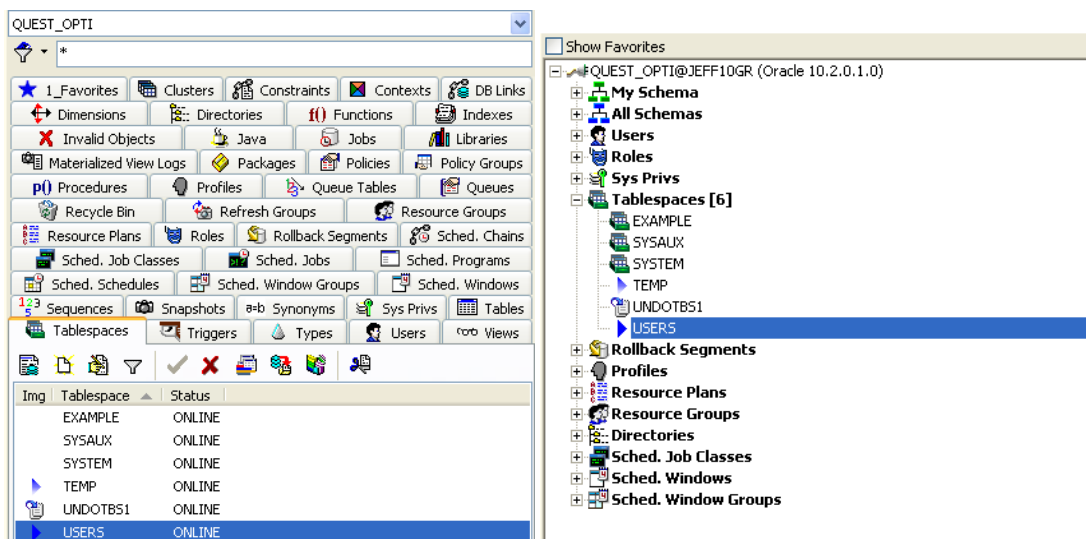 QUEST_OPTI
*
1_Favorites Clusters Constraints Contexts DB Links
Dimensions Directories f() Functions Indexes
Invalid Objects Java Jobs Libraries
Materialized View Logs Packages Policies Policy Groups
p() Procedures Profiles Queue Tables Queues
Recycle Bin Refresh Groups Resource Groups
Resource Plans Roles Rollback Segments Sched. Chains
Sched. Job Classes Sched. Jobs Sched. Programs
Sched. Schedules Sched. Window Groups Sched. Windows
Sequences Snapshots a=b Synonyms Sys Privs Tables
Tablespaces Triggers Types Users Views
Img Tablespace Status
EXAMPLE ONLINE
SYSAUX ONLINE
SYSTEM ONLINE
TEMP ONLINE
UNDOTBS1 ONLINE
USERS ONLINE
Show Favorites
QUEST_OPTI@JEFF10GR (Oracle 10.2.0.1.0)
My Schema
All Schemas
Users
Roles
Sys Privs
Tablespaces [6]
EXAMPLE
SYSAUX
SYSTEM
TEMP
UNDOTBS1
USERS
Rollback Segments
Profiles
Resource Plans
Resource Groups
Directories
Sched. Job Classes
Sched. Windows
Sched. Window Groups